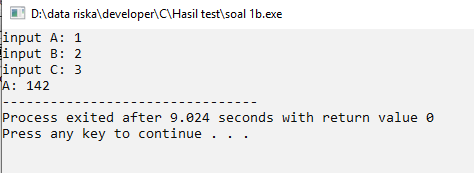 D:\data riska\developer\C\Hasil test\soal 1b.exe
input A: 1
input B: 2
input C: 3
A: 142
--------------------------------
Process exited after 9.024 seconds with return value 0
Press any key to continue . . .